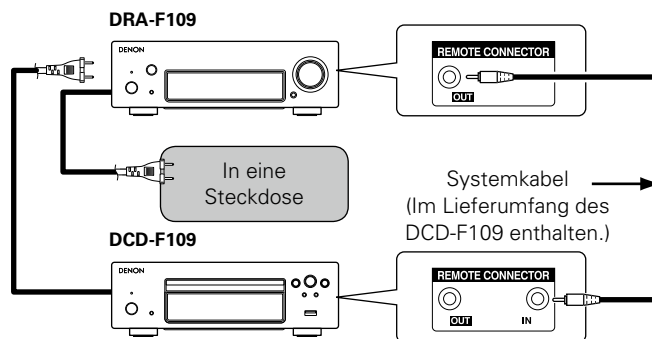 DRA-F109
DENON
REMOTE CONNECTOR
OUT
In eine
Steckdose
Systemkabel
(Im Lieferumfang des
DCD-F109 enthalten.)
DCD-F109
DENON
REMOTE CONNECTOR
OUT IN